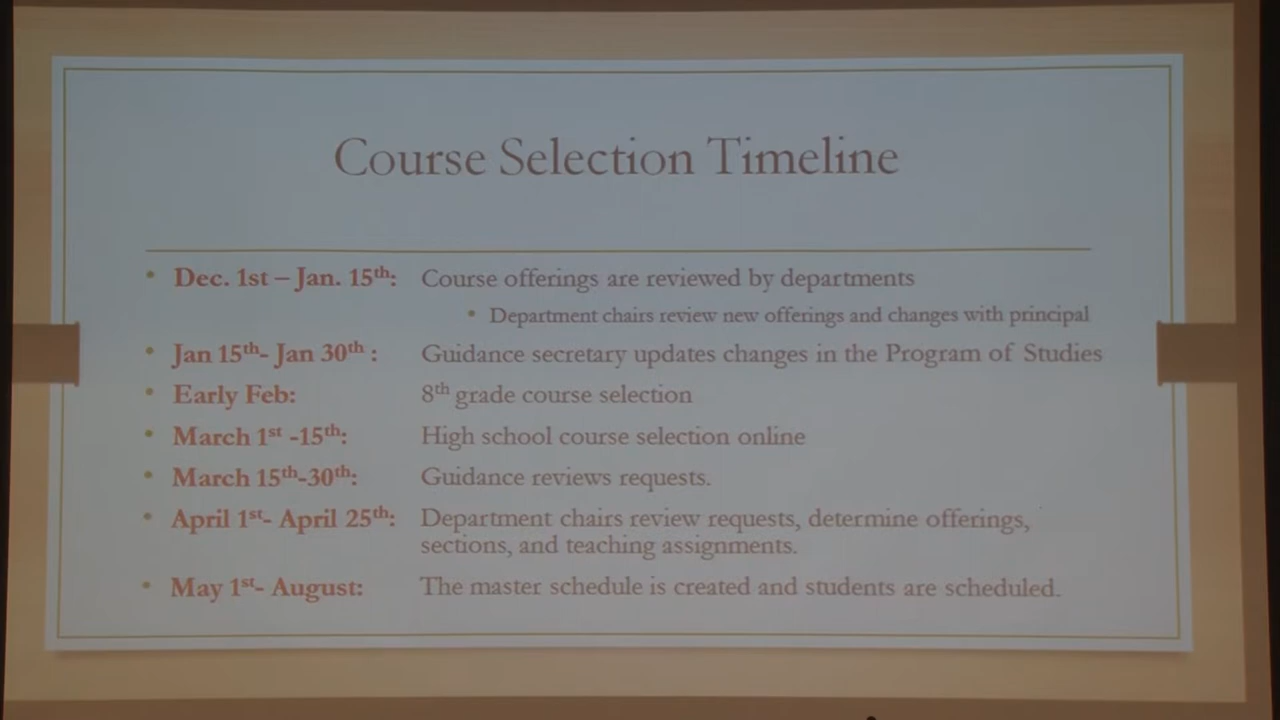 Course Selection Timeline
• Dec. 1st – Jan. 15th: Course offerings are reviewed by departments
• Department chairs review new offerings and changes with principal
• Jan 15th- Jan 30th : Guidance secretary updates changes in the Program of Studies
• Early Feb: 8th grade course selection
• March 1st -15th: High school course selection online
• March 15th-30th: Guidance reviews requests.
• April 1st- April 25th: Department chairs review requests, determine offerings,
sections, and teaching assignments.
• May 1st- August: The master schedule is created and students are scheduled.